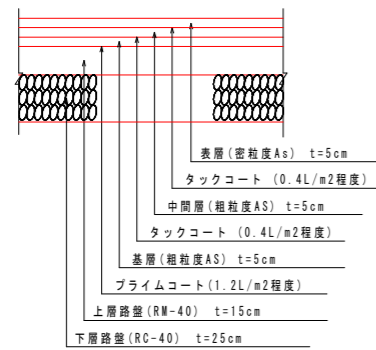 表層(密粒度As) t=5cm
タックコート (0.4L/m2程度)
中間層(粗粒度AS) t=5cm
タックコート (0.4L/m2程度)
基層(粗粒度AS) t=5cm
プライムコート(1.2L/m2程度)
上層路盤(RM-40) t=15cm
下層路盤(RC-40) t=25cm